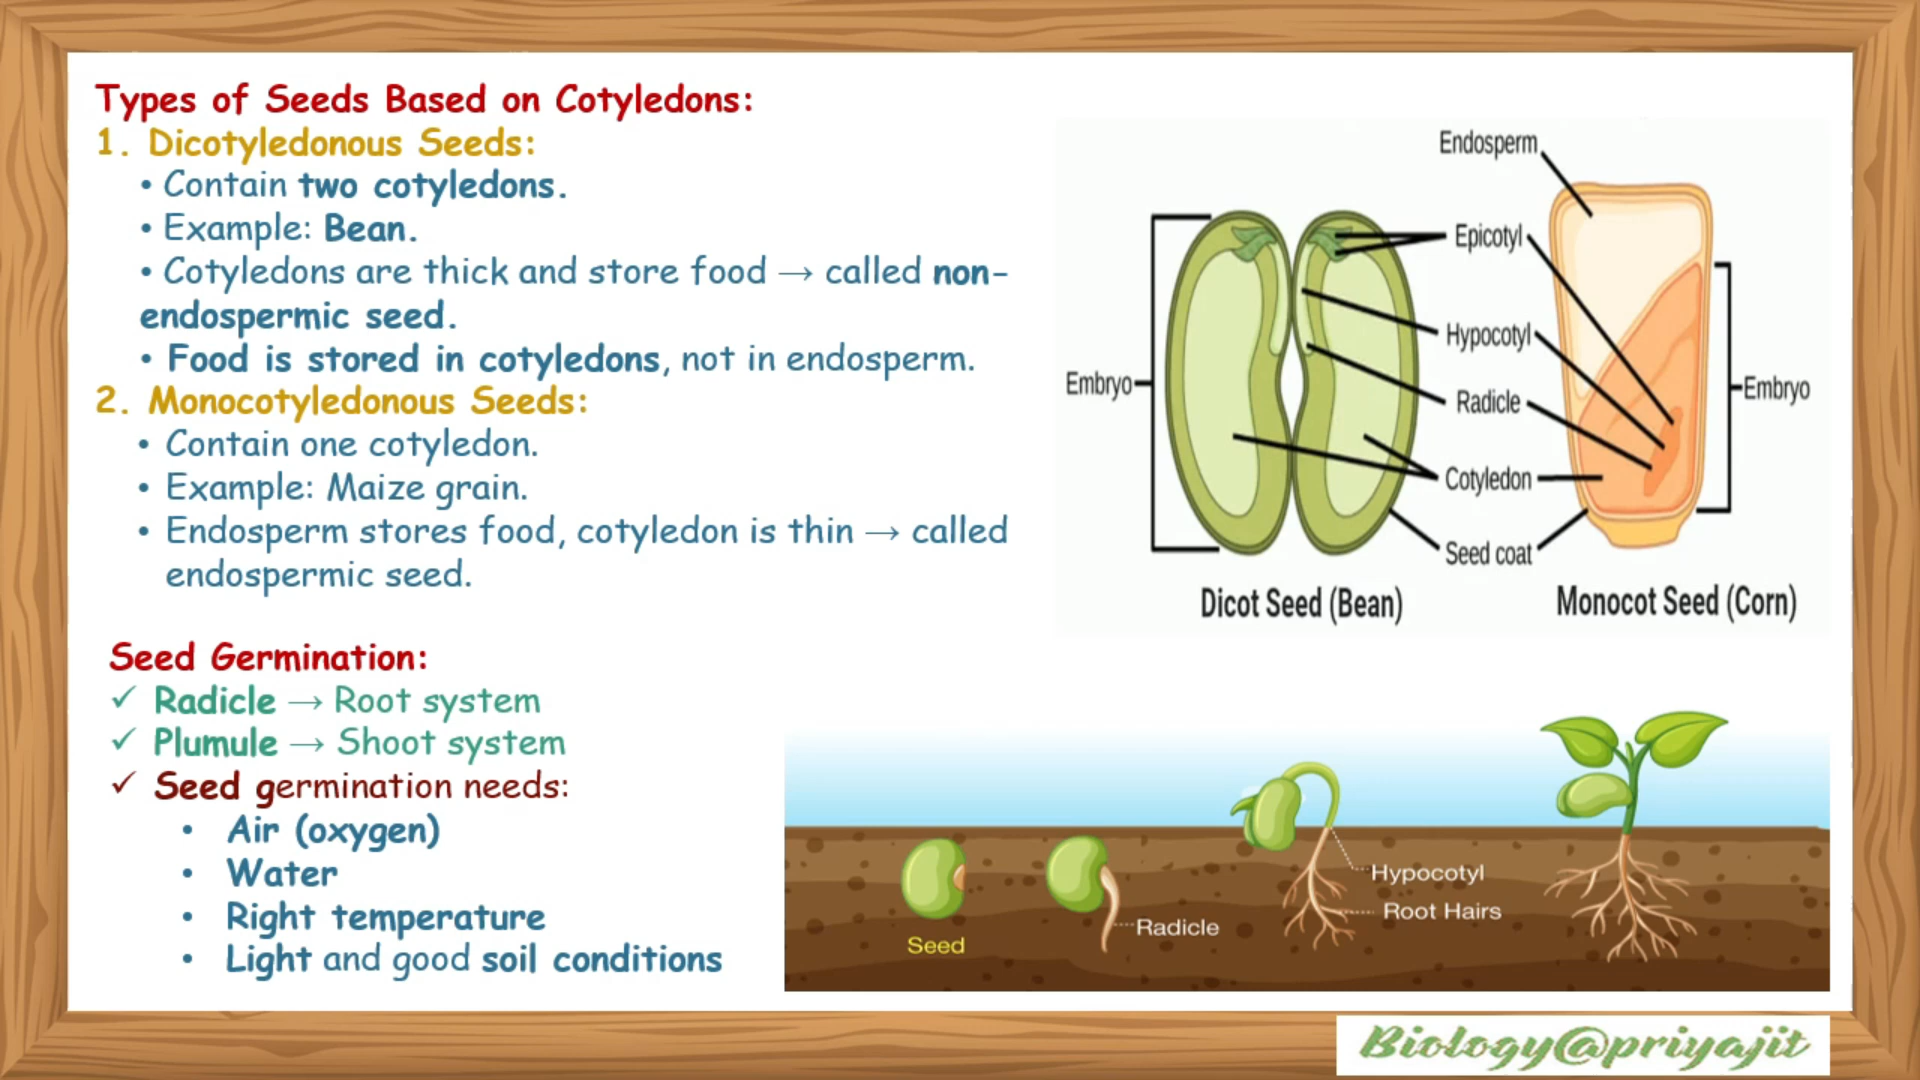 Types of Seeds Based on Cotyledons:
1. Dicotyledonous Seeds:
• Contain two cotyledons.
• Example: Bean.
• Cotyledons are thick and store food → called non-
endospermic seed.
• Food is stored in cotyledons, not in endosperm.
2. Monocotyledonous Seeds:
• Contain one cotyledon.
• Example: Maize grain.
• Endosperm stores food, cotyledon is thin → called
endospermic seed.
Seed Germination:
✓ Radicle → Root system
✓ Plumule → Shoot system
✓ Seed germination needs:
• Air (oxygen)
• Water
• Right temperature
• Light and good soil conditions
Endosperm
Epicotyl
Hypocotyl
Embryo
Radicle
Embryo
Cotyledon
Seed coat
Dicot Seed (Bean)
Monocot Seed (Corn)
Seed
Radicle
Hypocotyl
Root Hairs
Biology@priyajit